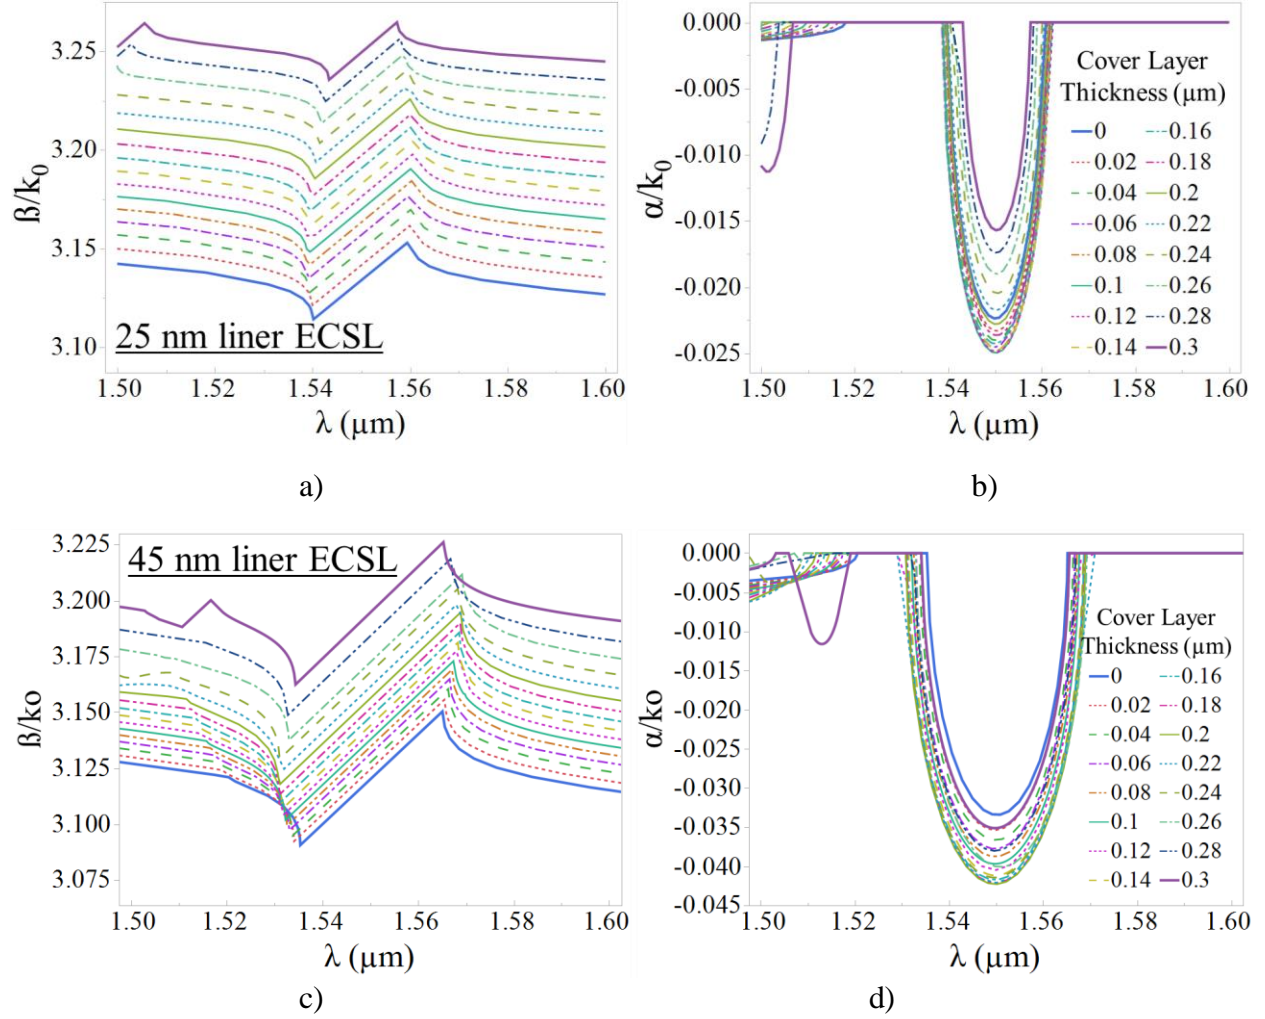 3.25
3.20
3.15
3.10
ß/k0
25 nm liner ECSL
1.50 1.52 1.54 1.56 1.58 1.60
λ (µm)
a)
0.000
-0.005
-0.010
-0.015
-0.020
-0.025
α/k0
Cover Layer
Thickness (µm)
0 0.16
0.02 0.18
0.04 0.2
0.06 0.22
0.08 0.24
0.1 0.26
0.12 0.28
0.14 0.3
1.50 1.52 1.54 1.56 1.58 1.60
λ (µm)
b)
3.225
3.200
3.175
3.150
3.125
3.100
3.075
ß/ko
45 nm liner ECSL
1.50 1.52 1.54 1.56 1.58 1.60
λ (µm)
c)
0.000
-0.005
-0.010
-0.015
-0.020
-0.025
-0.030
-0.035
-0.040
-0.045
α/ko
Cover Layer
Thickness (µm)
0 0.16
0.02 0.18
0.04 0.2
0.06 0.22
0.08 0.24
0.1 0.26
0.12 0.28
0.14 0.3
1.50 1.52 1.54 1.56 1.58 1.60
λ (µm)
d)